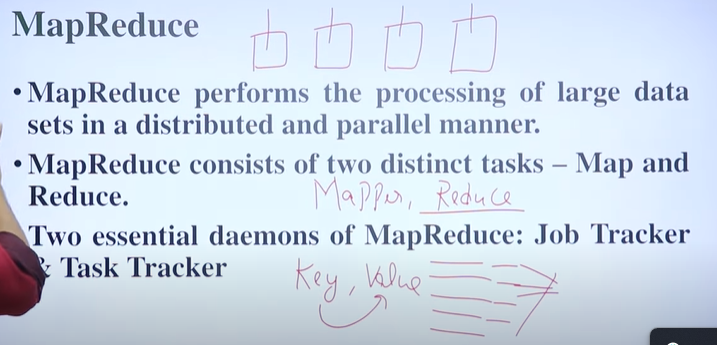 MapReduce
• MapReduce performs the processing of large data
sets in a distributed and parallel manner.
• MapReduce consists of two distinct tasks – Map and
Reduce.
Mapper, Reduce
Two essential daemons of MapReduce: Job Tracker
& Task Tracker
Key, Value